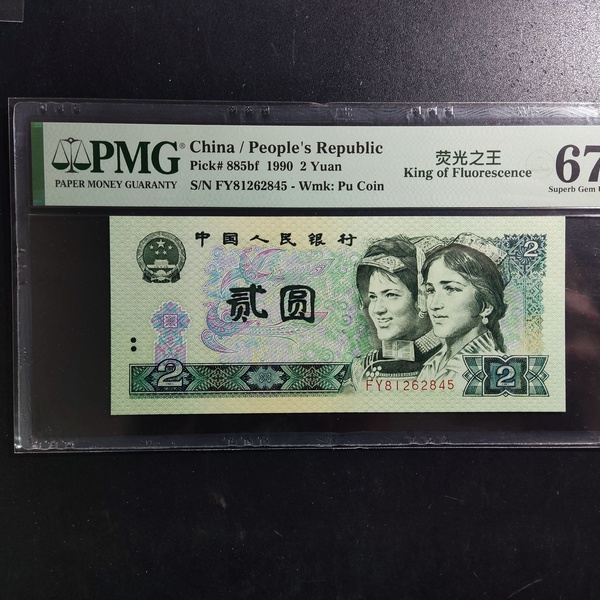 PMG
PAPER MONEY GUARANTY
China / People's Republic
Pick# 885bf 1990 2 Yuan
S/N FY81262845 - Wmk: Pu Coin
荧光之王
King of Fluorescence
67
Superb Gem U
中国人民银行
2
贰圆
2
FY81262845
2